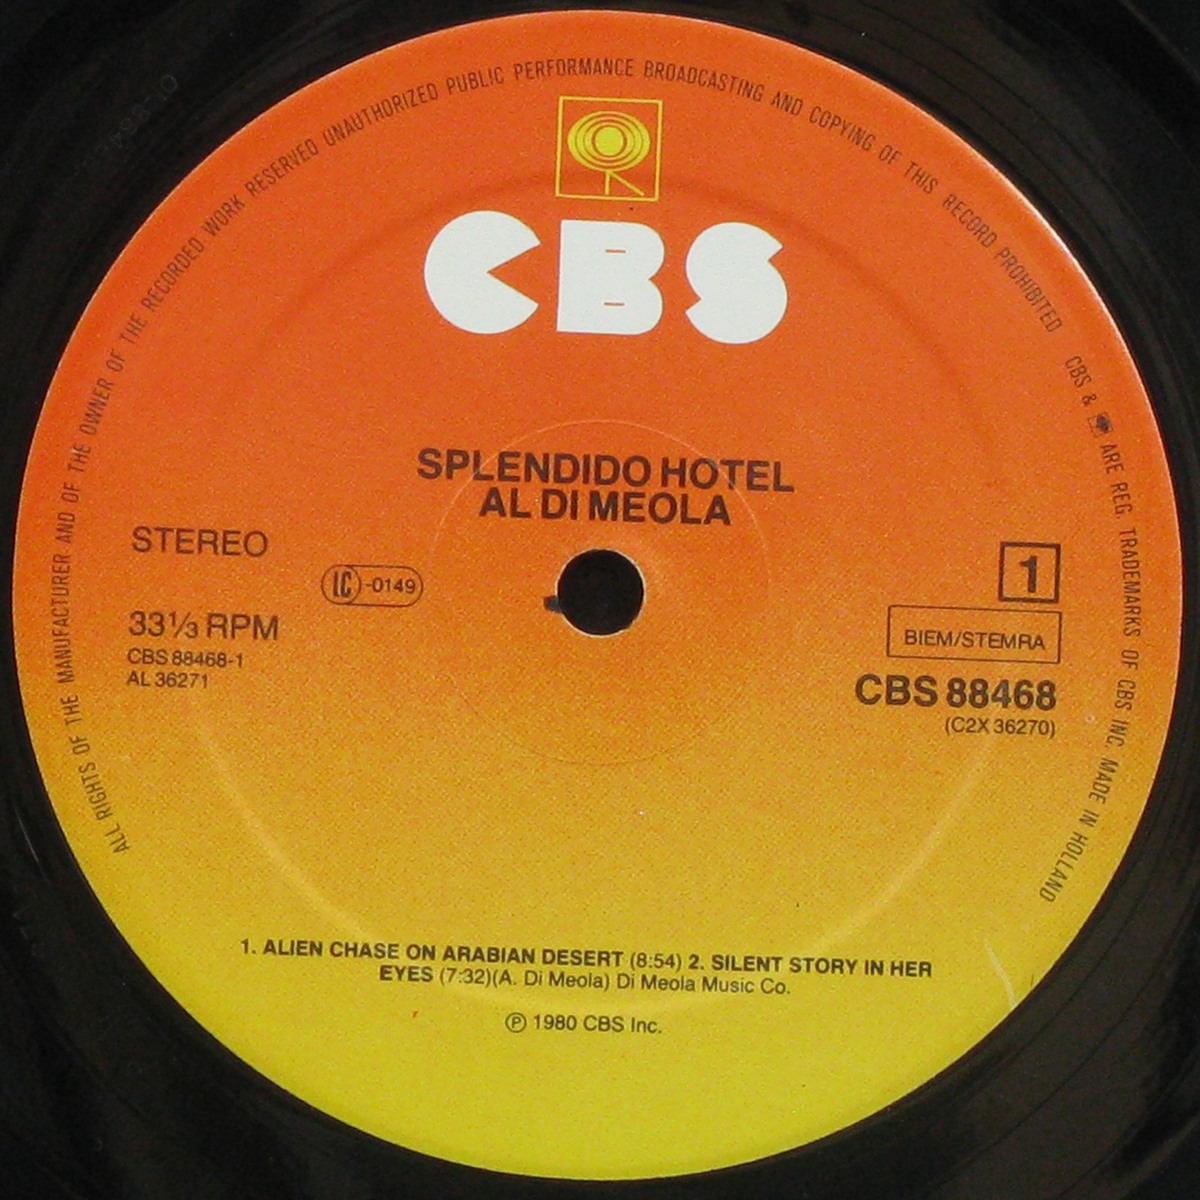 ALL RIGHTS OF THE MANUFACTURER AND OF THE OWNER OF THE RECORDED WORK RESERVED UNAUTHORIZED PUBLIC PERFORMANCE BROADCASTING AND COPYING OF THIS RECORD PROHIBITED CBS & ARE REG. TRADEMARKS OF CBS INC. MADE IN HOLLAND
CBS
SPLENDIDO HOTEL
AL DI MEOLA
STEREO
LC-0149
33⅓ RPM
CBS 88468-1
AL 36271
1
BIEM/STEMRA
CBS 88468
(C2X 36270)
1. ALIEN CHASE ON ARABIAN DESERT (8:54) 2. SILENT STORY IN HER
EYES (7:32)(A. Di Meola) Di Meola Music Co.
℗ 1980 CBS Inc.